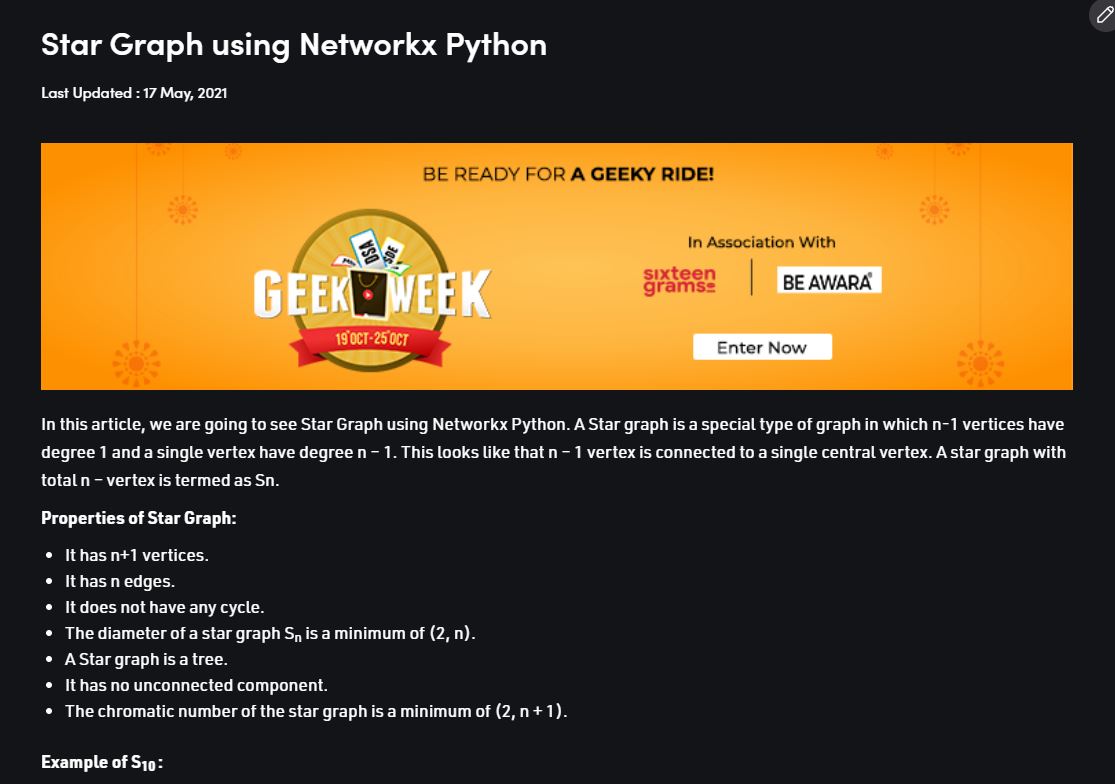 Star Graph using Networkx Python
Last Updated : 17 May, 2021
BE READY FOR A GEEKY RIDE!
DSA
SDE
GEEK WEEK
19 OCT-25 OCT
In Association With
sixteen
grams
BE AWARA
Enter Now
In this article, we are going to see Star Graph using Networkx Python. A Star graph is a special type of graph in which n-1 vertices have
degree 1 and a single vertex have degree n – 1. This looks like that n – 1 vertex is connected to a single central vertex. A star graph with
total n – vertex is termed as Sn.
Properties of Star Graph:
• It has n+1 vertices.
• It has n edges.
• It does not have any cycle.
• The diameter of a star graph Sn is a minimum of (2, n).
• A Star graph is a tree.
• It has no unconnected component.
• The chromatic number of the star graph is a minimum of (2, n + 1).
Example of S10 :